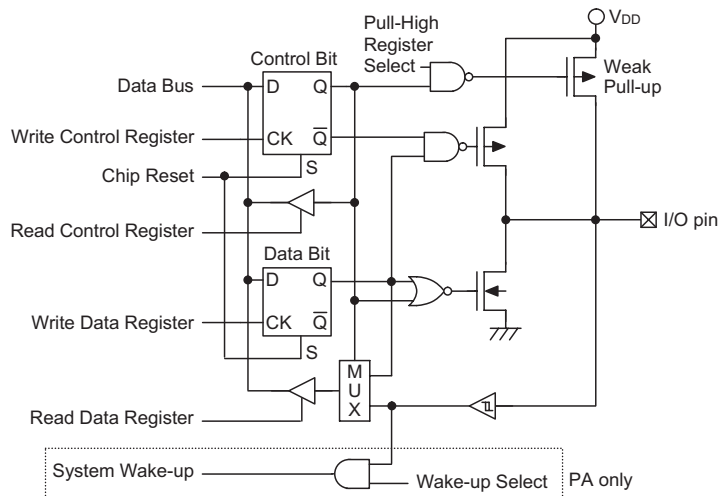 V DD
Pull-High
Register
Select
Control Bit
Weak
Pull-up
Data Bus
D Q
Write Control Register
CK Q
S
Chip Reset
I/O pin
Read Control Register
Data Bit
D Q
Write Data Register
CK Q
S
M
U
X
Read Data Register
System Wake-up
Wake-up Select
PA only